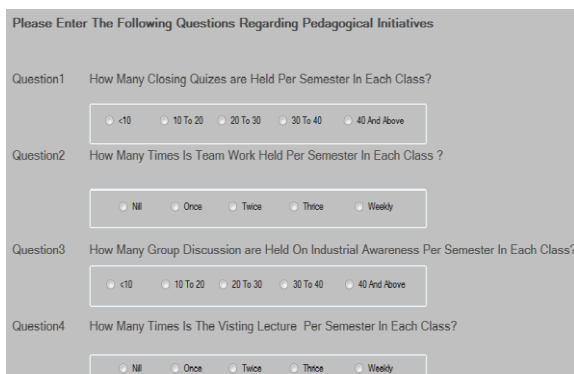 Please Enter The Following Questions Regarding Pedagogical Initiatives
Question1 How Many Closing Quizes are Held Per Semester In Each Class?
<10 10 To 20 20 To 30 30 To 40 40 And Above
Question2 How Many Times Is Team Work Held Per Semester In Each Class ?
Nill Once Twice Thrice Weekly
Question3 How Many Group Discussion are Held On Industrial Awareness Per Semester In Each Class?
<10 10 To 20 20 To 30 30 To 40 40 And Above
Question4 How Many Times Is The Visting Lecture Per Semester In Each Class?
Nill Once Twice Thrice Weekly